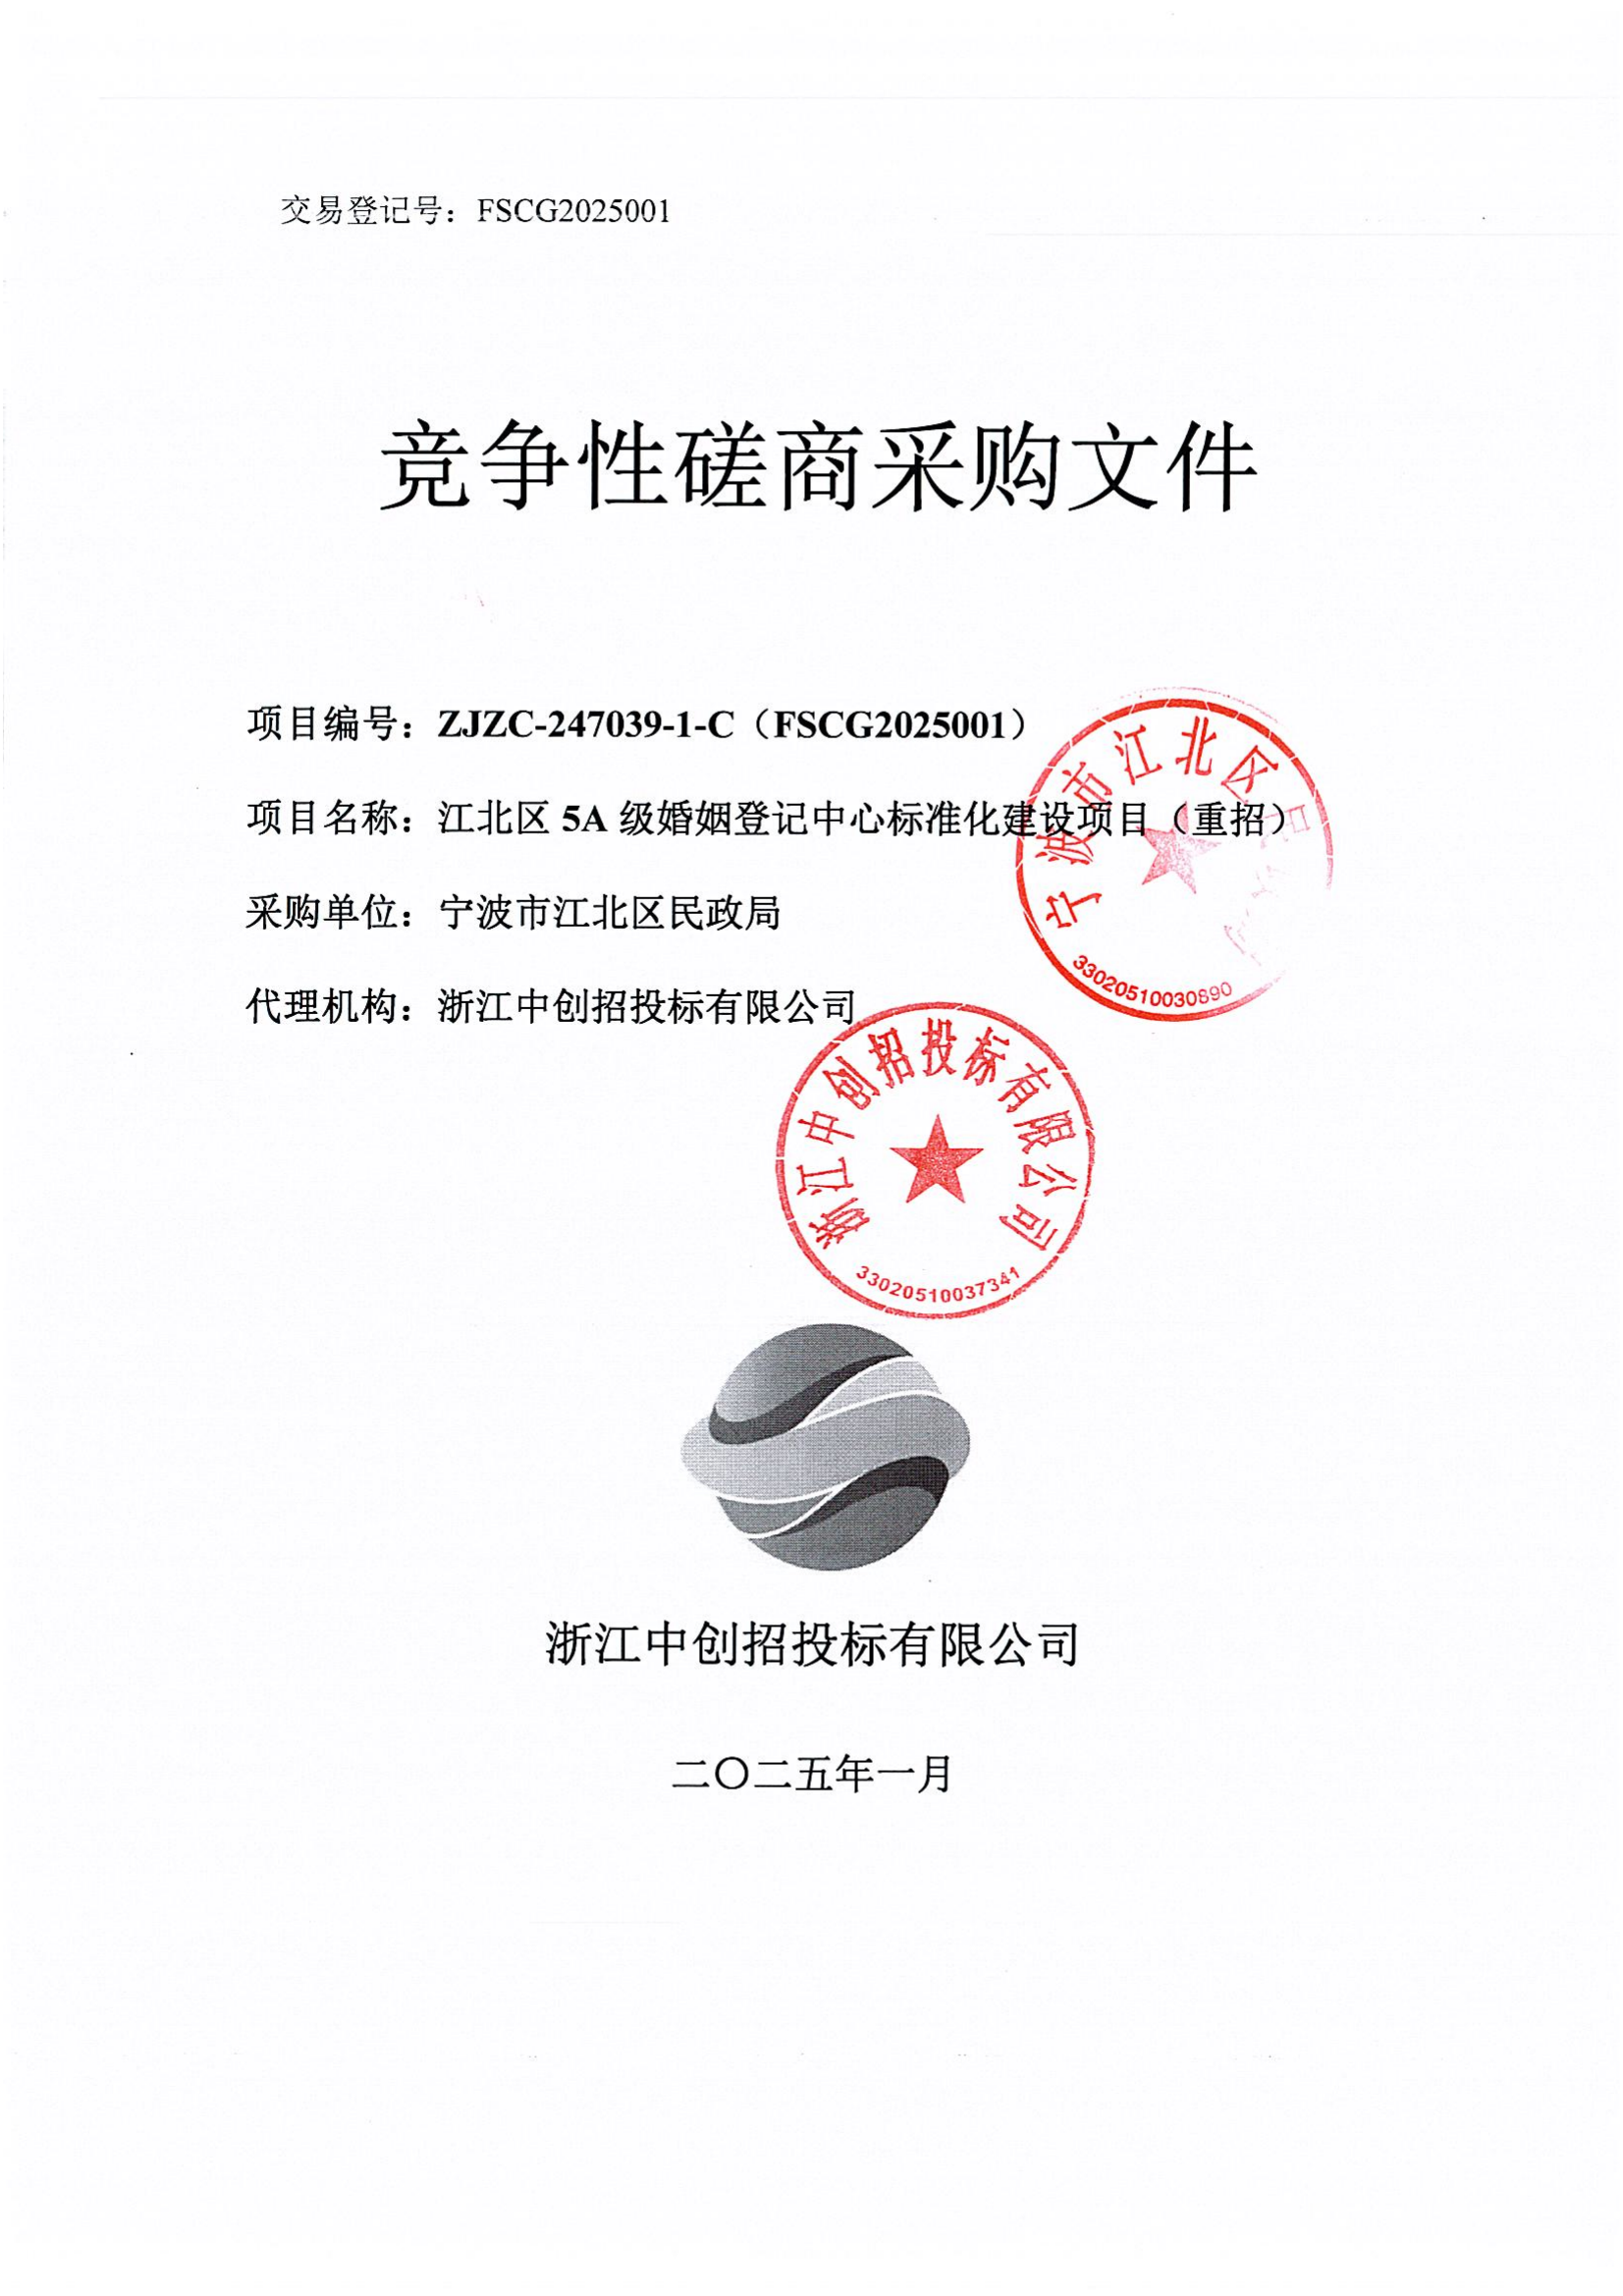 交易登记号：FSCG2025001
竞争性磋商采购文件
项目编号：ZJZC-247039-1-C（FSCG2025001）
项目名称：江北区 5A 级婚姻登记中心标准化建设项目（重招）
采购单位：宁波市江北区民政局
代理机构：浙江中创招投标有限公司
宁波市江北区
33020510030890
浙江中创招投标有限公司
33020510037341
浙江中创招投标有限公司
二〇二五年一月